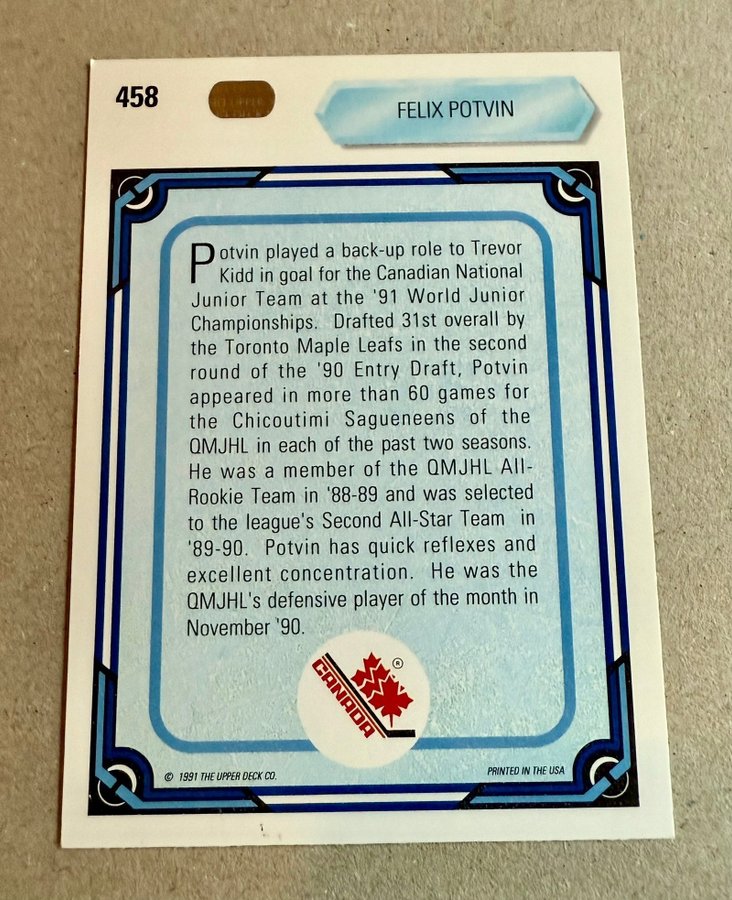 458
FELIX POTVIN
Potvin played a back-up role to Trevor
Kidd in goal for the Canadian National
Junior Team at the '91 World Junior
Championships. Drafted 31st overall by
the Toronto Maple Leafs in the second
round of the '90 Entry Draft, Potvin
appeared in more than 60 games for
the Chicoutimi Sagueneens of the
QMJHL in each of the past two seasons.
He was a member of the QMJHL All-
Rookie Team in '88-89 and was selected
to the league's Second All-Star Team in
'89-90. Potvin has quick reflexes and
excellent concentration. He was the
QMJHL's defensive player of the month in
November '90.
CANADA
®
© 1991 THE UPPER DECK CO.
PRINTED IN THE USA